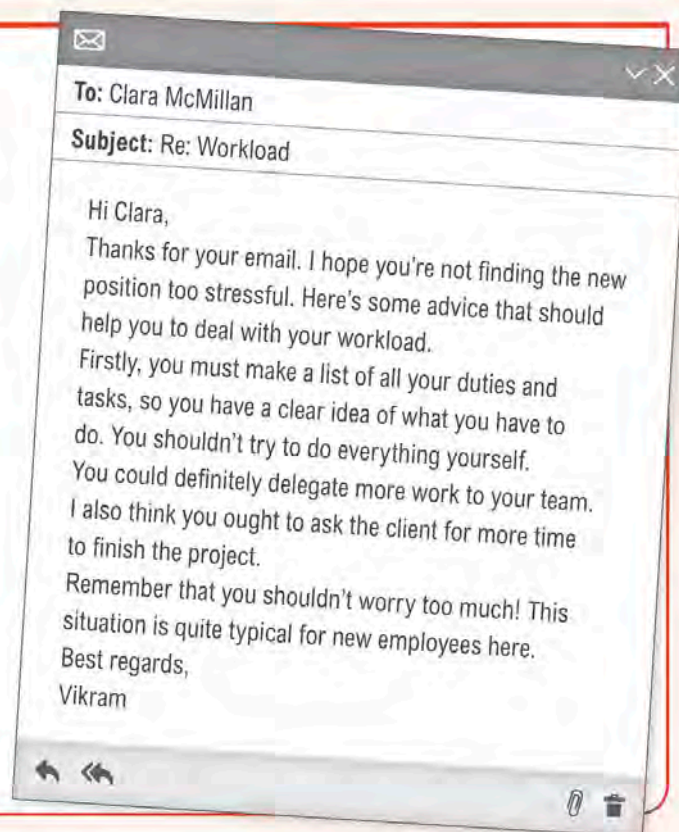 To: Clara McMillan
Subject: Re: Workload
Hi Clara,
Thanks for your email. I hope you're not finding the new
position too stressful. Here's some advice that should
help you to deal with your workload.
Firstly, you must make a list of all your duties and
tasks, so you have a clear idea of what you have to
do. You shouldn't try to do everything yourself.
You could definitely delegate more work to your team.
I also think you ought to ask the client for more time
to finish the project.
Remember that you shouldn't worry too much! This
situation is quite typical for new employees here.
Best regards,
Vikram